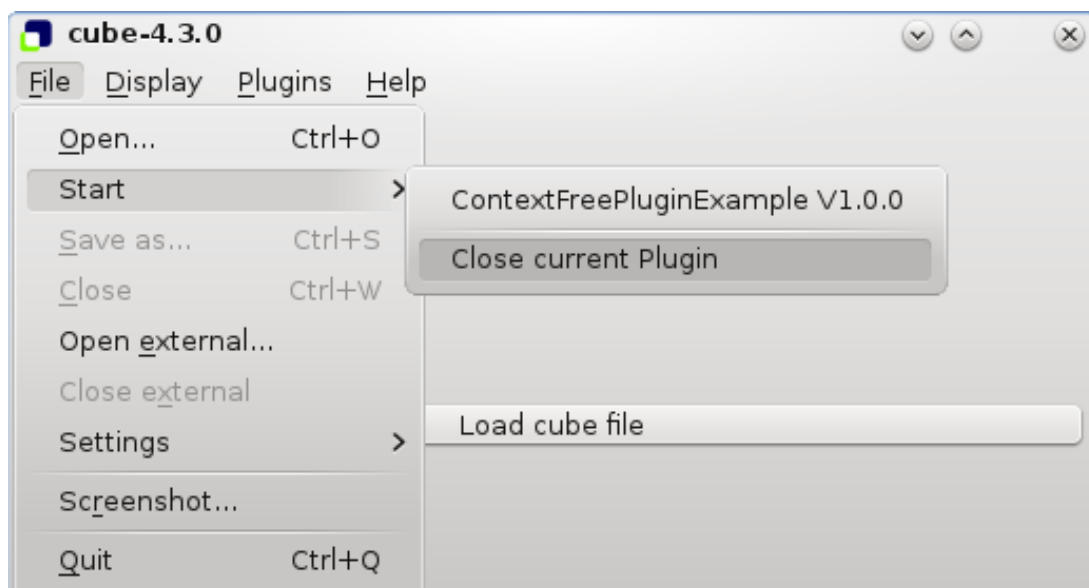 cube-4.3.0
File Display Plugins Help
Open... Ctrl+O
Start
ContextFreePluginExample V1.0.0
Save as... Ctrl+S
Close current Plugin
Close Ctrl+W
Open external...
Close external
Load cube file
Settings
Screenshot...
Quit Ctrl+Q